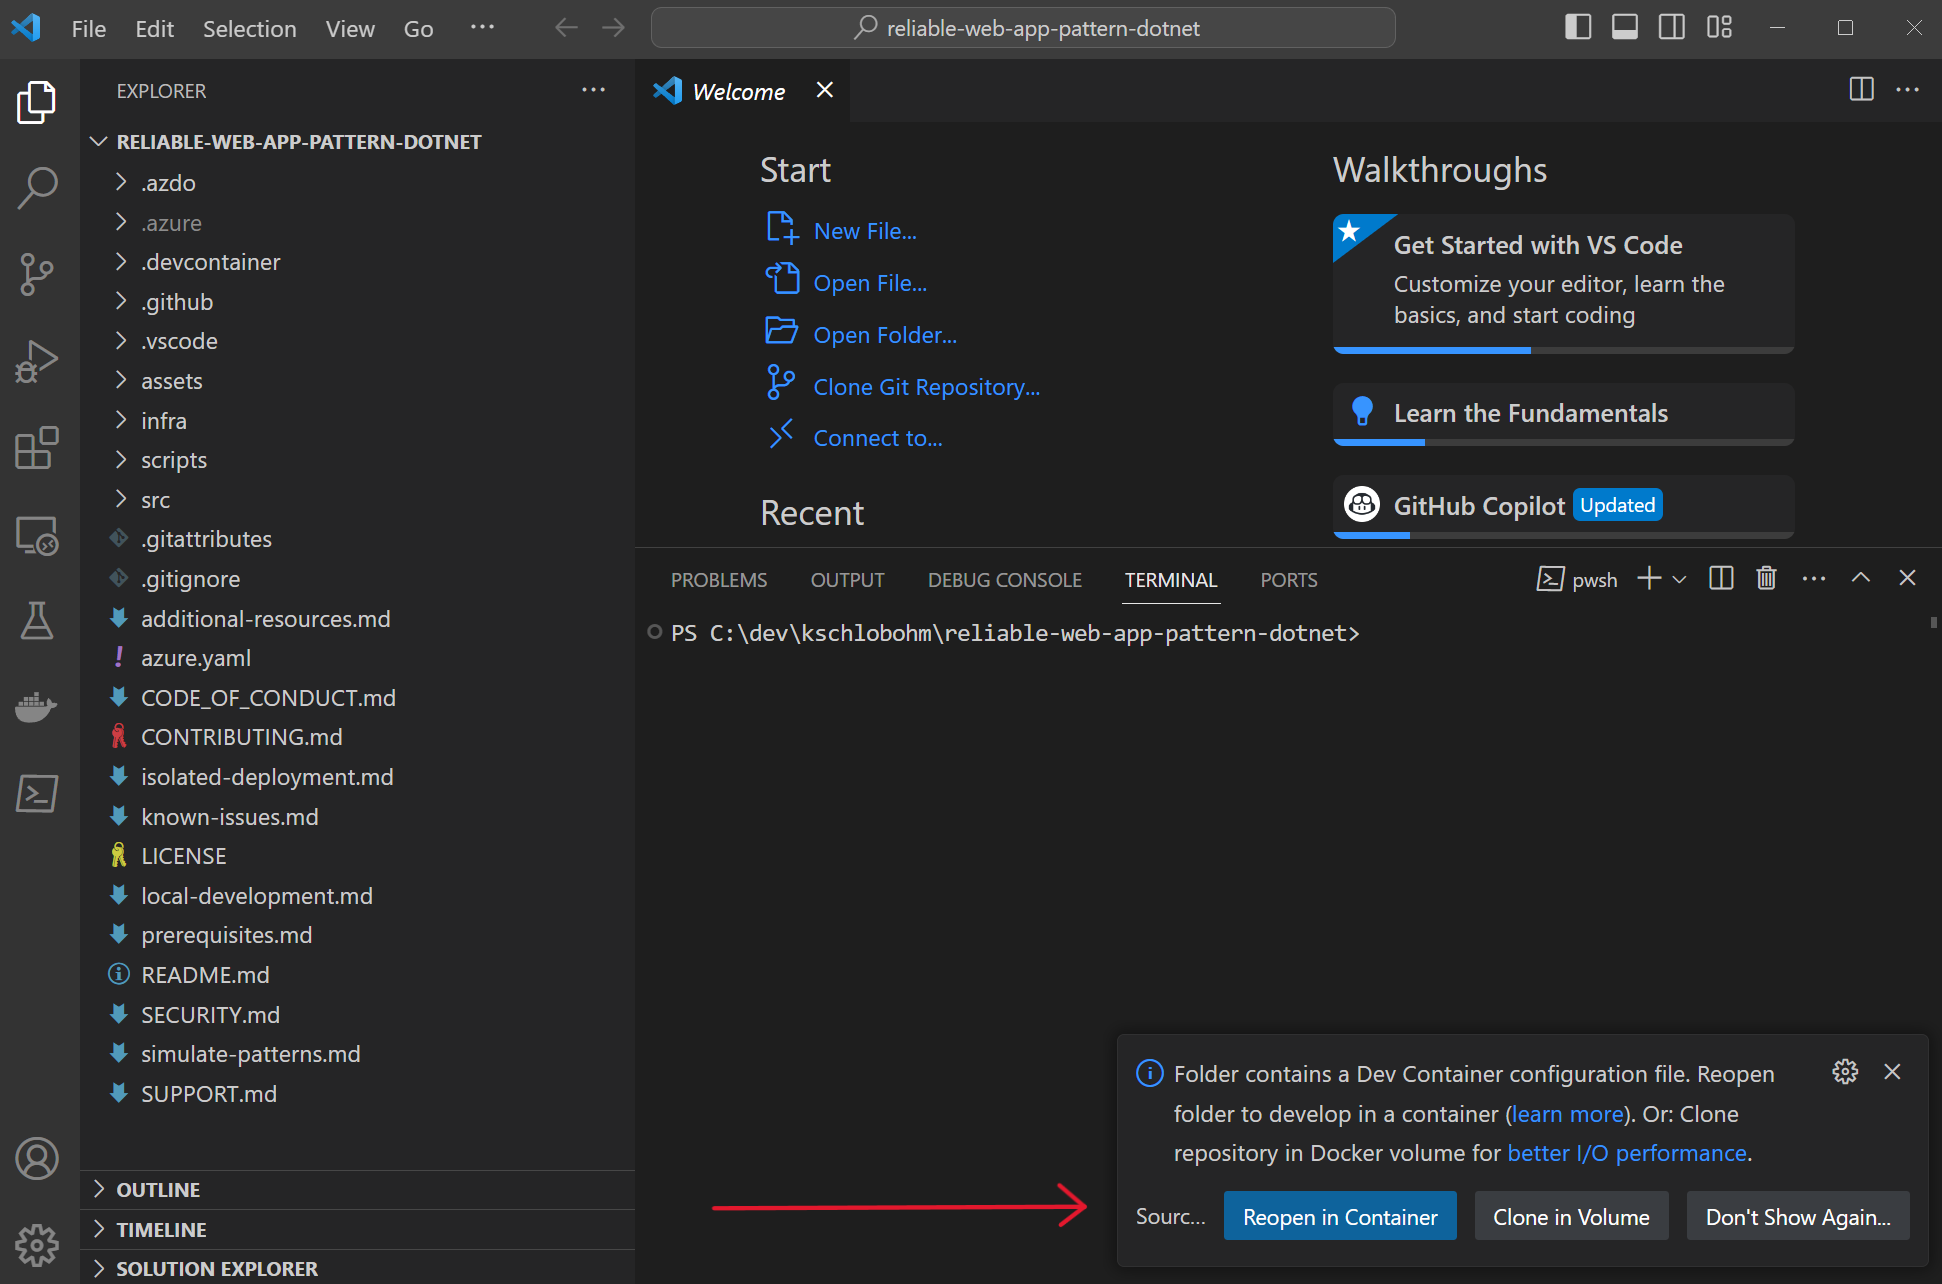 File Edit Selection View Go ···
reliable-web-app-pattern-dotnet
EXPLORER
RELIABLE-WEB-APP-PATTERN-DOTNET
.azdo
.azure
.devcontainer
.github
.vscode
assets
infra
scripts
src
.gitattributes
.gitignore
additional-resources.md
azure.yaml
CODE_OF_CONDUCT.md
CONTRIBUTING.md
isolated-deployment.md
known-issues.md
LICENSE
local-development.md
prerequisites.md
README.md
SECURITY.md
simulate-patterns.md
SUPPORT.md
OUTLINE
TIMELINE
SOLUTION EXPLORER
Welcome
Start
New File...
Open File...
Open Folder...
Clone Git Repository...
Connect to...
Recent
Walkthroughs
Get Started with VS Code
Customize your editor, learn the
basics, and start coding
Learn the Fundamentals
GitHub Copilot Updated
PROBLEMS OUTPUT DEBUG CONSOLE TERMINAL PORTS
pwsh
PS C:\dev\kschlobohm\reliable-web-app-pattern-dotnet>
Folder contains a Dev Container configuration file. Reopen
folder to develop in a container (learn more). Or: Clone
repository in Docker volume for better I/O performance.
Sourc... Reopen in Container Clone in Volume Don't Show Again...